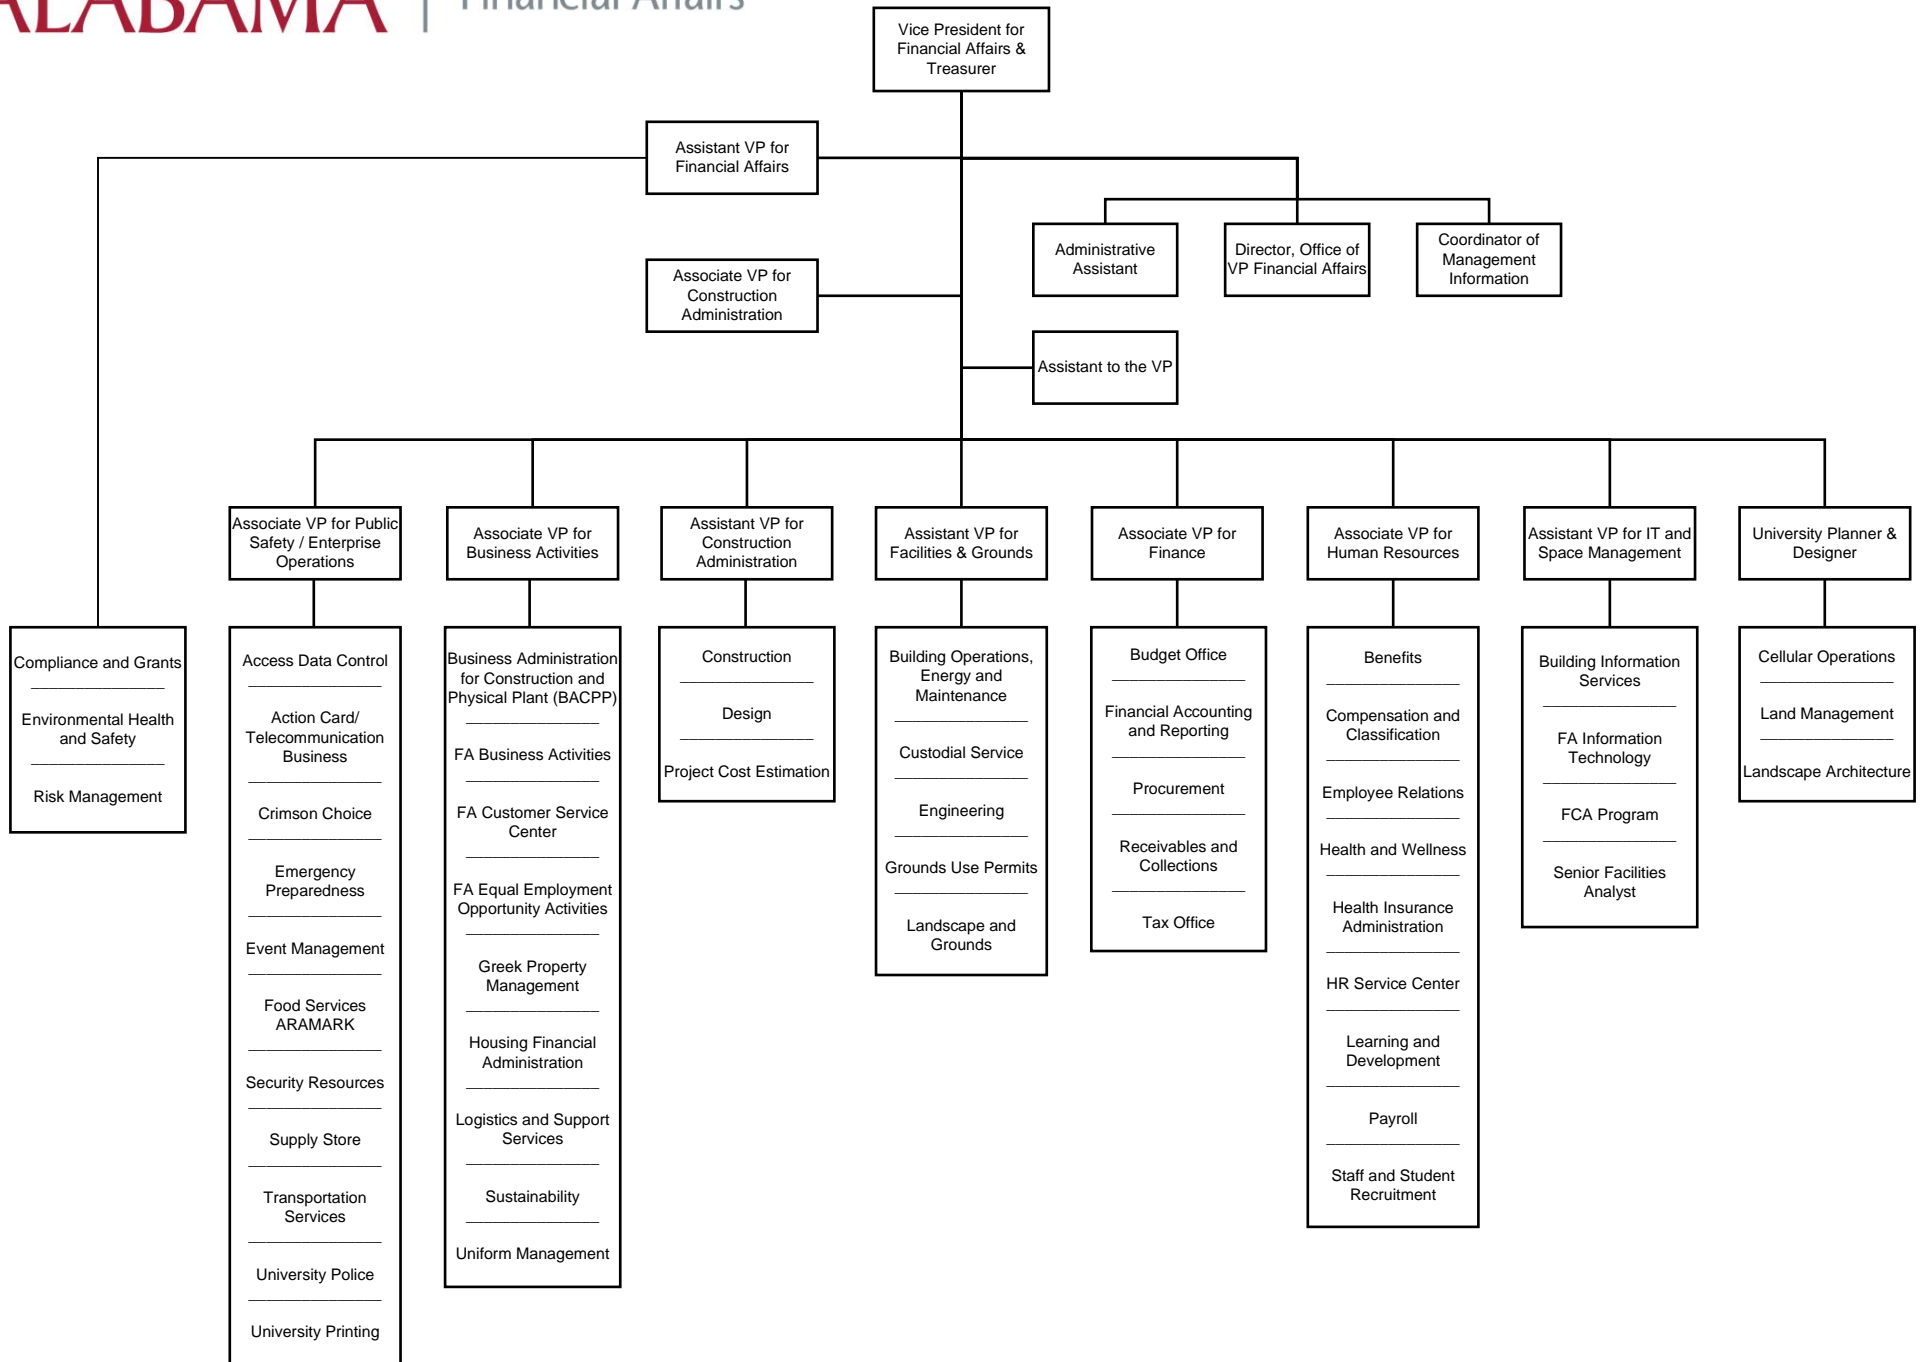 ALABAMA
Financial Affairs
Vice President for
Financial Affairs &
Treasurer
Assistant VP for
Financial Affairs
Administrative
Assistant
Director, Office of
VP Financial Affairs
Coordinator of
Management
Information
Associate VP for
Construction
Administration
Assistant to the VP
Associate VP for Public
Safety / Enterprise
Operations
Associate VP for
Business Activities
Assistant VP for
Construction
Administration
Assistant VP for
Facilities & Grounds
Associate VP for
Finance
Associate VP for
Human Resources
Assistant VP for IT and
Space Management
University Planner &
Designer
Compliance and Grants
Environmental Health
and Safety
Risk Management
Access Data Control
Action Card/
Telecommunication
Business
Crimson Choice
Emergency
Preparedness
Event Management
Food Services
ARAMARK
Security Resources
Supply Store
Transportation
Services
University Police
University Printing
Business Administration
for Construction and
Physical Plant (BACPP)
FA Business Activities
FA Customer Service
Center
FA Equal Employment
Opportunity Activities
Greek Property
Management
Housing Financial
Administration
Logistics and Support
Services
Sustainability
Uniform Management
Construction
Design
Project Cost Estimation
Building Operations,
Energy and
Maintenance
Custodial Service
Engineering
Grounds Use Permits
Landscape and
Grounds
Budget Office
Financial Accounting
and Reporting
Procurement
Receivables and
Collections
Tax Office
Benefits
Compensation and
Classification
Employee Relations
Health and Wellness
Health Insurance
Administration
HR Service Center
Learning and
Development
Payroll
Staff and Student
Recruitment
Building Information
Services
FA Information
Technology
FCA Program
Senior Facilities
Analyst
Cellular Operations
Land Management
Landscape Architecture